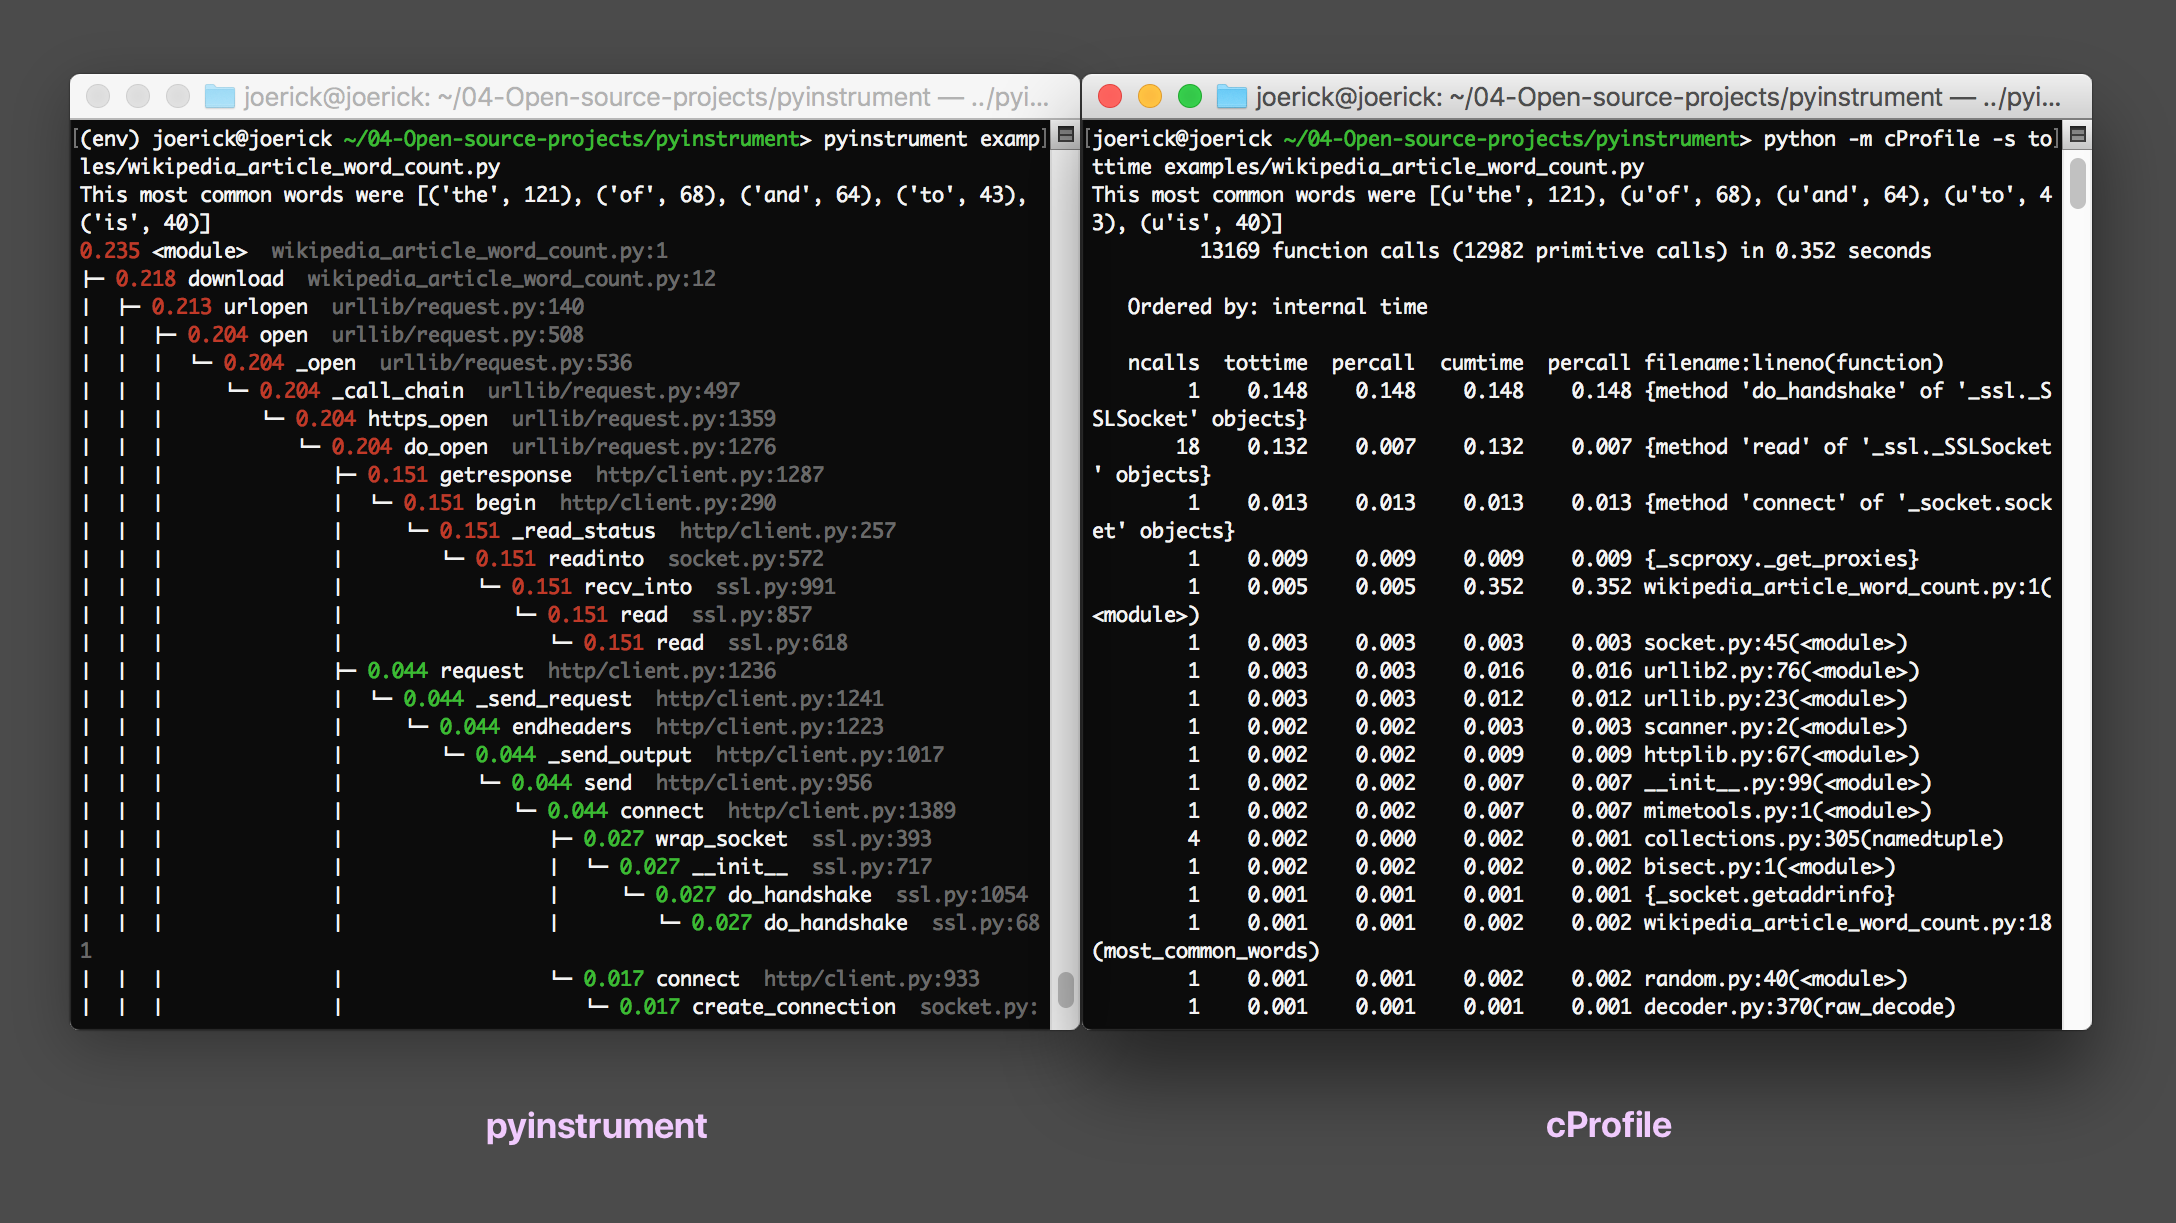 joerick@joerick: ~/04-Open-source-projects/pyinstrument — ../pyi...
[(env) joerick@joerick ~/04-Open-source-projects/pyinstrument> pyinstrument examp]
les/wikipedia_article_word_count.py
This most common words were [('the', 121), ('of', 68), ('and', 64), ('to', 43),
('is', 40)]
0.235 <module>  wikipedia_article_word_count.py:1
├─ 0.218 download  wikipedia_article_word_count.py:12
|  ├─ 0.213 urlopen  urllib/request.py:140
|  |  ├─ 0.204 open  urllib/request.py:508
|  |  |  └─ 0.204 _open  urllib/request.py:536
|  |  |     └─ 0.204 _call_chain  urllib/request.py:497
|  |  |        └─ 0.204 https_open  urllib/request.py:1359
|  |  |           └─ 0.204 do_open  urllib/request.py:1276
|  |  |              ├─ 0.151 getresponse  http/client.py:1287
|  |  |              |  └─ 0.151 begin  http/client.py:290
|  |  |              |     └─ 0.151 _read_status  http/client.py:257
|  |  |              |        └─ 0.151 readinto  socket.py:572
|  |  |              |           └─ 0.151 recv_into  ssl.py:991
|  |  |              |              └─ 0.151 read  ssl.py:857
|  |  |              |                 └─ 0.151 read  ssl.py:618
|  |  |              ├─ 0.044 request  http/client.py:1236
|  |  |              |  └─ 0.044 _send_request  http/client.py:1241
|  |  |              |     └─ 0.044 endheaders  http/client.py:1223
|  |  |              |        └─ 0.044 _send_output  http/client.py:1017
|  |  |              |           └─ 0.044 send  http/client.py:956
|  |  |              |              └─ 0.044 connect  http/client.py:1389
|  |  |              |                 ├─ 0.027 wrap_socket  ssl.py:393
|  |  |              |                 |  └─ 0.027 __init__  ssl.py:717
|  |  |              |                 |     └─ 0.027 do_handshake  ssl.py:1054
|  |  |              |                 |        └─ 0.027 do_handshake  ssl.py:68
1
|  |  |              |                 └─ 0.017 connect  http/client.py:933
|  |  |              |                    └─ 0.017 create_connection  socket.py:
pyinstrument
joerick@joerick: ~/04-Open-source-projects/pyinstrument — ../pyi...
[joerick@joerick ~/04-Open-source-projects/pyinstrument> python -m cProfile -s to]
ttime examples/wikipedia_article_word_count.py
This most common words were [(u'the', 121), (u'of', 68), (u'and', 64), (u'to', 4
3), (u'is', 40)]
         13169 function calls (12982 primitive calls) in 0.352 seconds
   Ordered by: internal time
   ncalls  tottime  percall  cumtime  percall filename:lineno(function)
        1    0.148    0.148    0.148    0.148 {method 'do_handshake' of '_ssl._S
SLSocket' objects}
       18    0.132    0.007    0.132    0.007 {method 'read' of '_ssl._SSLSocket
' objects}
        1    0.013    0.013    0.013    0.013 {method 'connect' of '_socket.sock
et' objects}
        1    0.009    0.009    0.009    0.009 {_scproxy._get_proxies}
        1    0.005    0.005    0.352    0.352 wikipedia_article_word_count.py:1(
<module>)
        1    0.003    0.003    0.003    0.003 socket.py:45(<module>)
        1    0.003    0.003    0.016    0.016 urllib2.py:76(<module>)
        1    0.003    0.003    0.012    0.012 urllib.py:23(<module>)
        1    0.002    0.002    0.003    0.003 scanner.py:2(<module>)
        1    0.002    0.002    0.009    0.009 httplib.py:67(<module>)
        1    0.002    0.002    0.007    0.007 __init__.py:99(<module>)
        1    0.002    0.002    0.007    0.007 mimetools.py:1(<module>)
        4    0.002    0.000    0.002    0.001 collections.py:305(namedtuple)
        1    0.002    0.002    0.002    0.002 bisect.py:1(<module>)
        1    0.001    0.001    0.001    0.001 {_socket.getaddrinfo}
        1    0.001    0.001    0.002    0.002 wikipedia_article_word_count.py:18
(most_common_words)
        1    0.001    0.001    0.002    0.002 random.py:40(<module>)
        1    0.001    0.001    0.001    0.001 decoder.py:370(raw_decode)
cProfile